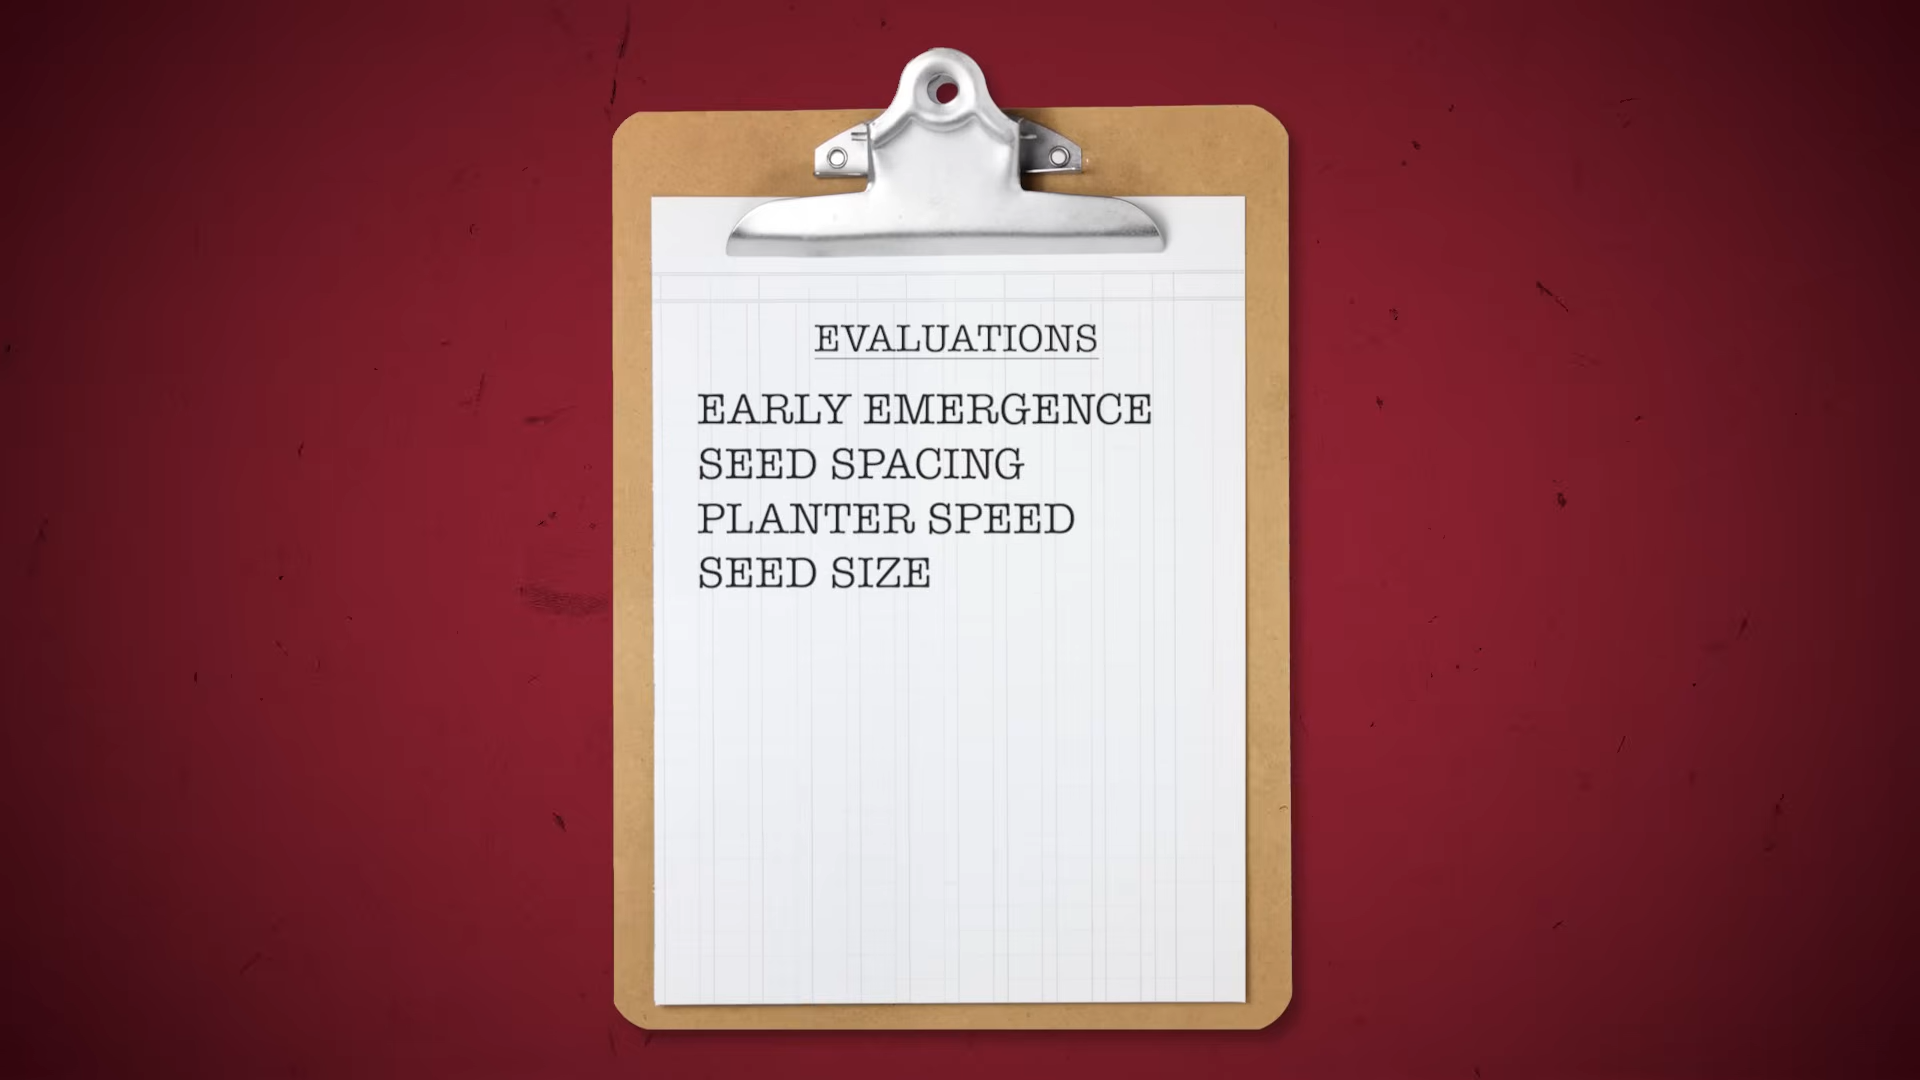 EVALUATIONS
EARLY EMERGENCE
SEED SPACING
PLANTER SPEED
SEED SIZE